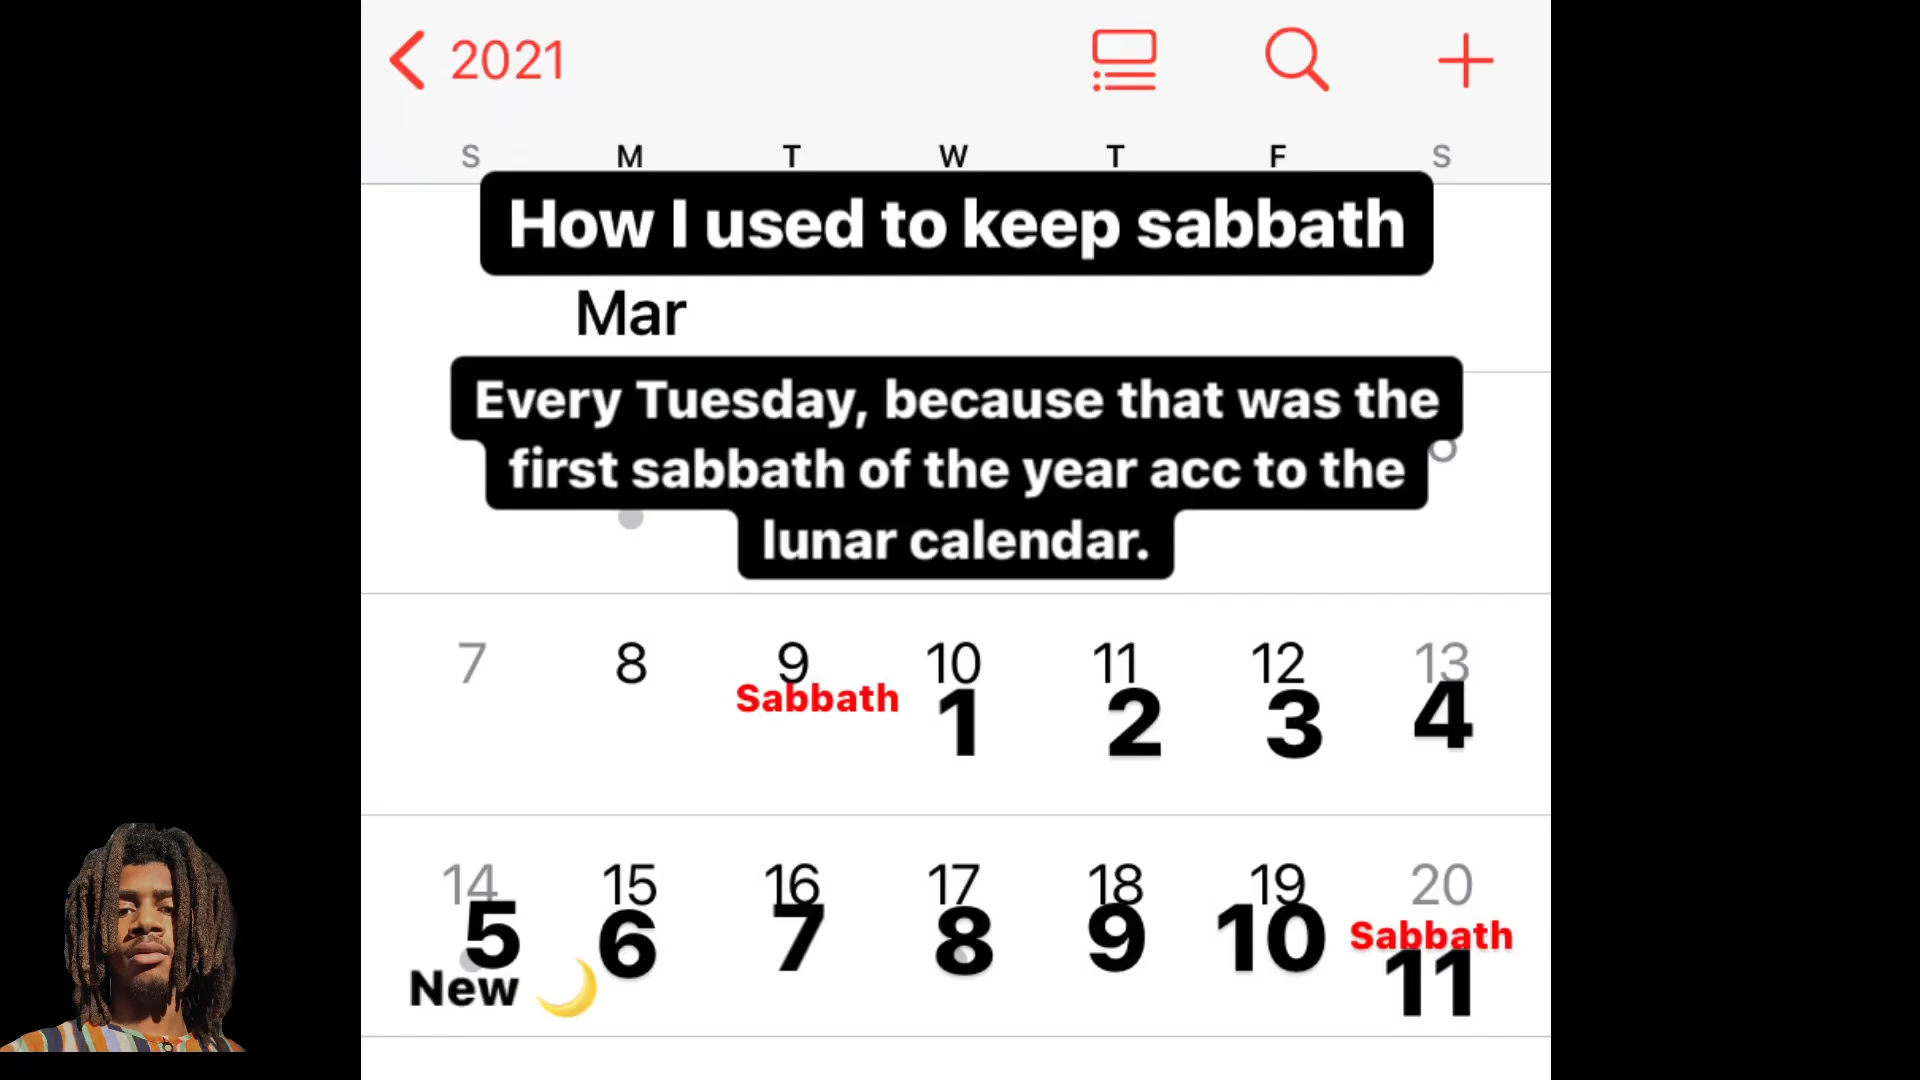 2021
S M T W T F S
How I used to keep sabbath
Mar
Every Tuesday, because that was the
first sabbath of the year acc to the
lunar calendar.
7 8 9 10 11 12 13
Sabbath 1 2 3 4
14 15 16 17 18 19 20
Sabbath
5 6 7 8 9 10 11
New